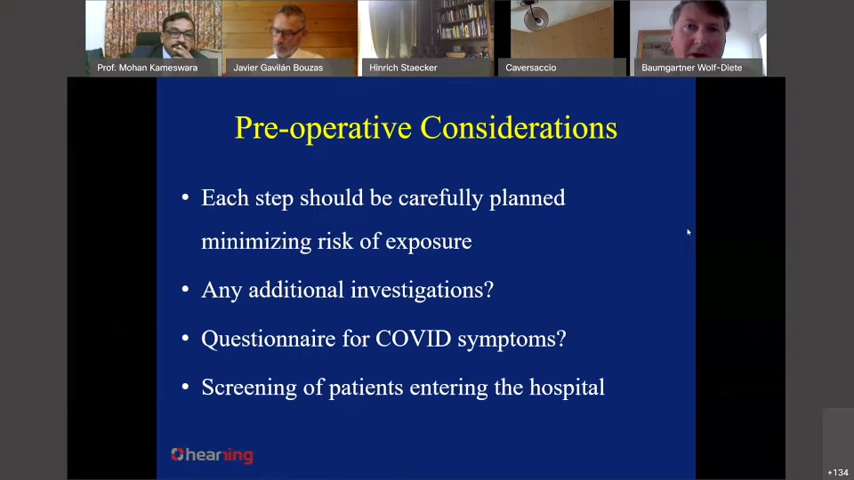 Prof. Mohan Kameswara
Javier Gavilán Bouzas
Hinrich Staecker
Caversaccio
Baumgartner Wolf-Diete
Pre-operative Considerations
• Each step should be carefully planned
minimizing risk of exposure
• Any additional investigations?
• Questionnaire for COVID symptoms?
• Screening of patients entering the hospital
hearring
+134